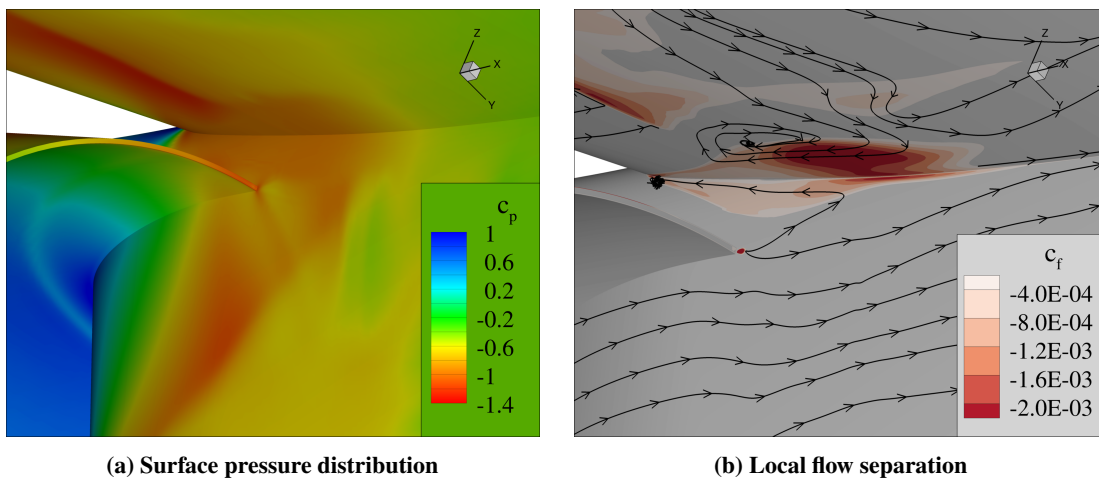 Z
X
Y
c_p
1
0.6
0.2
-0.2
-0.6
-1
-1.4
(a) Surface pressure distribution
Z
X
Y
c_f
-4.0E-04
-8.0E-04
-1.2E-03
-1.6E-03
-2.0E-03
(b) Local flow separation